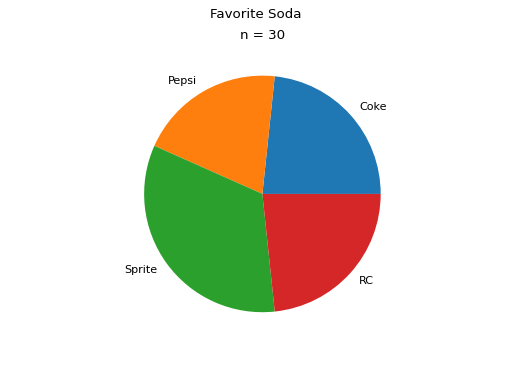 Favorite Soda
n = 30
Pepsi
Coke
Sprite
RC